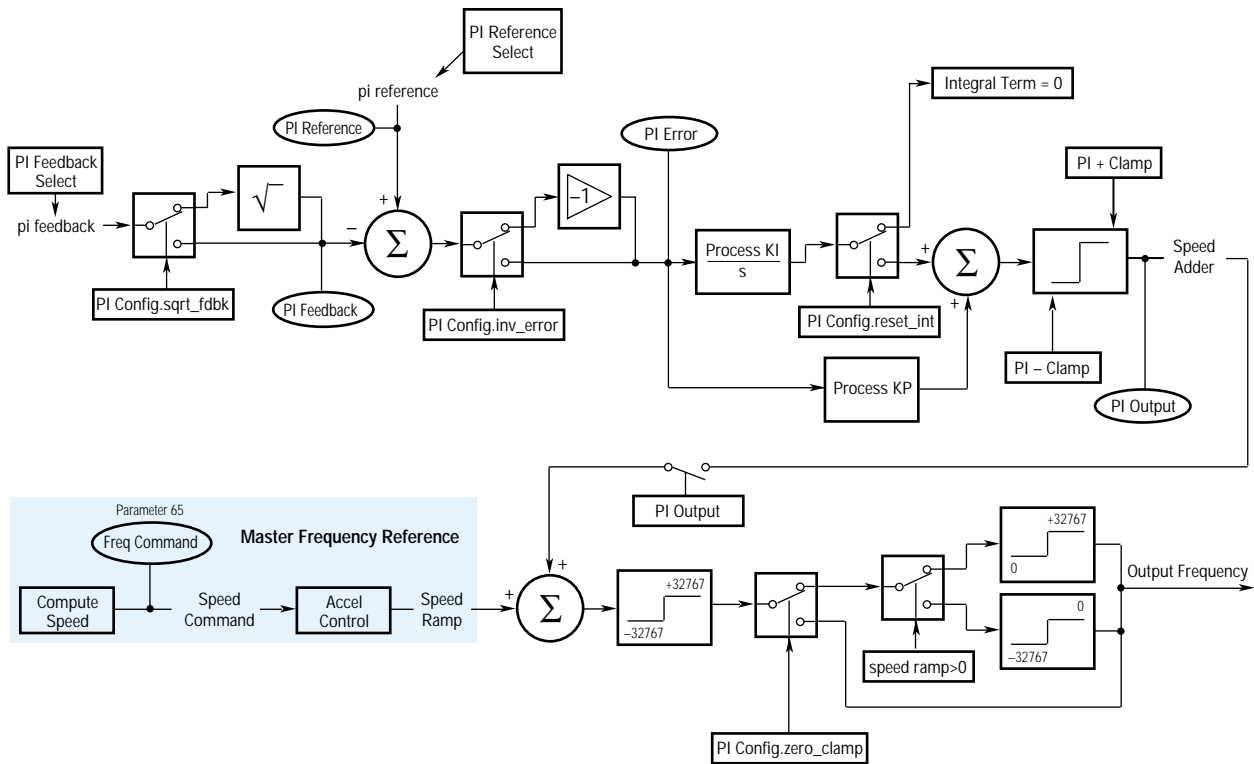 PI Reference
Select
pi reference
PI Reference
PI Error
Integral Term = 0
PI Feedback
Select
pi feedback
√
+
−
Σ
−1
Process KI
s
+
+
Σ
PI + Clamp
Speed
Adder
PI Config.sqrt_fdbk
PI Feedback
PI Config.inv_error
PI Config.reset_int
PI − Clamp
Process KP
PI Output
PI Output
Parameter 65
Freq Command
Master Frequency Reference
Compute
Speed
Speed
Command
Accel
Control
Speed
Ramp
+
+
Σ
+32767
−32767
+32767
0
0
−32767
Output Frequency
speed ramp>0
PI Config.zero_clamp